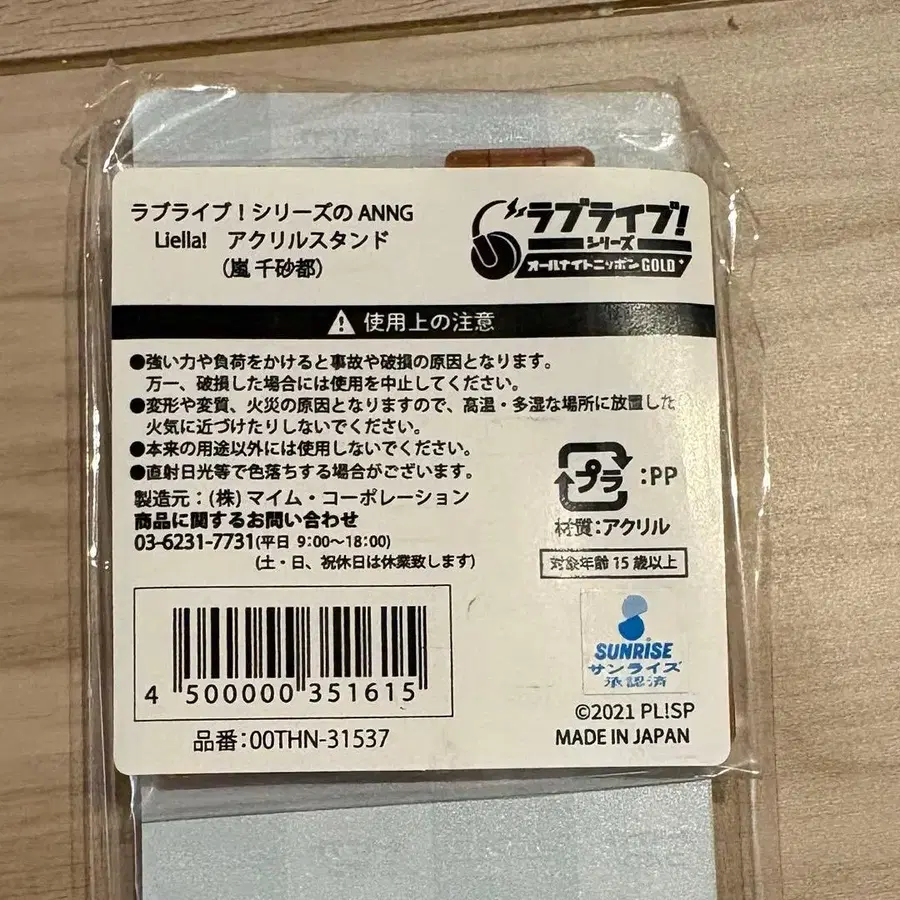 ラブライブ！シリーズの ANNG
Liella!　アクリルスタンド
（嵐 千砂都）
ラブライブ！
シリーズ
オールナイトニッポン GOLD
使用上の注意
●強い力や負荷をかけると事故や破損の原因となります。
万一、破損した場合には使用を中止してください。
●変形や変質、火災の原因となりますので、高温・多湿な場所に放置した
火気に近づけたりしないでください。
●本来の用途以外には使用しないでください。
●直射日光等で色落ちする場合がございます。
製造元：(株) マイム・コーポレーション
商品に関するお問い合わせ
03-6231-7731(平日 9:00〜18:00)
(土・日、祝休日は休業致します)
プラ :PP
材質：アクリル
対象年齢 15 歳以上
4 500000 351615
品番：00THN-31537
SUNRISE
サンライズ
承認済
©2021 PL!SP
MADE IN JAPAN